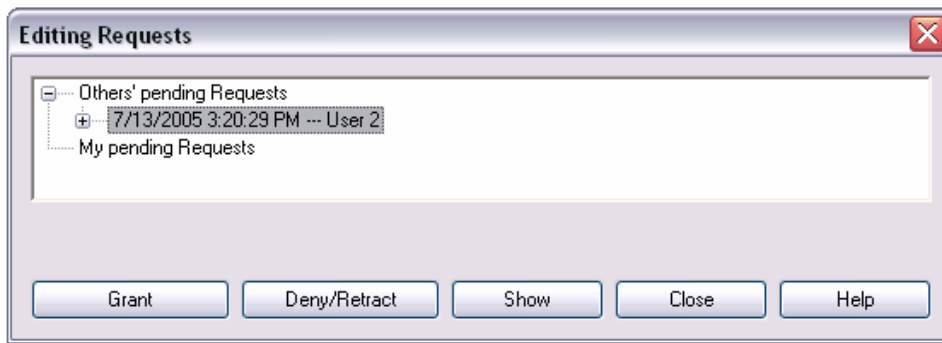 Editing Requests
Others' pending Requests
7/13/2005 3:20:29 PM --- User 2
My pending Requests
Grant Deny/Retract Show Close Help